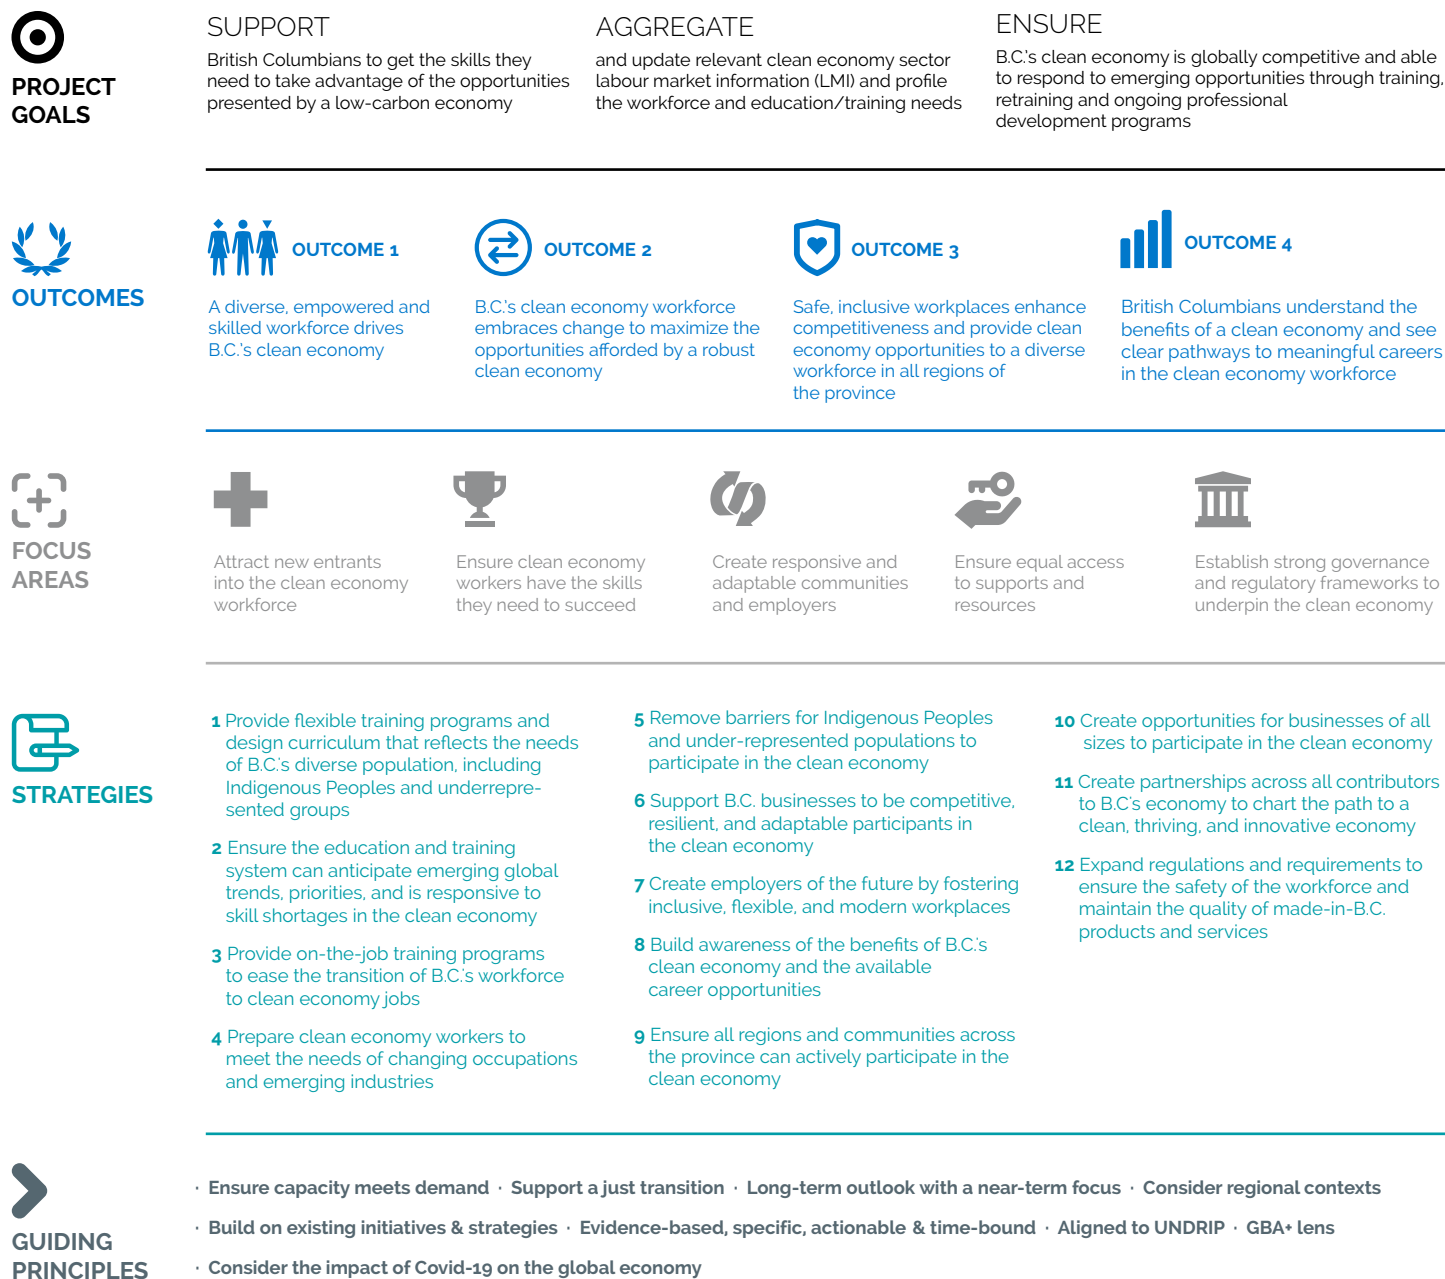 PROJECT
GOALS
SUPPORT
British Columbians to get the skills they
need to take advantage of the opportunities
presented by a low-carbon economy
AGGREGATE
and update relevant clean economy sector
labour market information (LMI) and profile
the workforce and education/training needs
ENSURE
B.C.'s clean economy is globally competitive and able
to respond to emerging opportunities through training,
retraining and ongoing professional
development programs
OUTCOMES
OUTCOME 1
A diverse, empowered and
skilled workforce drives
B.C.'s clean economy
OUTCOME 2
B.C.'s clean economy workforce
embraces change to maximize the
opportunities afforded by a robust
clean economy
OUTCOME 3
Safe, inclusive workplaces enhance
competitiveness and provide clean
economy opportunities to a diverse
workforce in all regions of
the province
OUTCOME 4
British Columbians understand the
benefits of a clean economy and see
clear pathways to meaningful careers
in the clean economy workforce
FOCUS
AREAS
Attract new entrants
into the clean economy
workforce
Ensure clean economy
workers have the skills
they need to succeed
Create responsive and
adaptable communities
and employers
Ensure equal access
to supports and
resources
Establish strong governance
and regulatory frameworks to
underpin the clean economy
STRATEGIES
1 Provide flexible training programs and
design curriculum that reflects the needs
of B.C.'s diverse population, including
Indigenous Peoples and underrepre-
sented groups
2 Ensure the education and training
system can anticipate emerging global
trends, priorities, and is responsive to
skill shortages in the clean economy
3 Provide on-the-job training programs
to ease the transition of B.C.'s workforce
to clean economy jobs
4 Prepare clean economy workers to
meet the needs of changing occupations
and emerging industries
5 Remove barriers for Indigenous Peoples
and under-represented populations to
participate in the clean economy
6 Support B.C. businesses to be competitive,
resilient, and adaptable participants in
the clean economy
7 Create employers of the future by fostering
inclusive, flexible, and modern workplaces
8 Build awareness of the benefits of B.C.'s
clean economy and the available
career opportunities
9 Ensure all regions and communities across
the province can actively participate in the
clean economy
10 Create opportunities for businesses of all
sizes to participate in the clean economy
11 Create partnerships across all contributors
to B.C's economy to chart the path to a
clean, thriving, and innovative economy
12 Expand regulations and requirements to
ensure the safety of the workforce and
maintain the quality of made-in-B.C.
products and services
GUIDING
PRINCIPLES
· Ensure capacity meets demand · Support a just transition · Long-term outlook with a near-term focus · Consider regional contexts
· Build on existing initiatives & strategies · Evidence-based, specific, actionable & time-bound · Aligned to UNDRIP · GBA+ lens
· Consider the impact of Covid-19 on the global economy